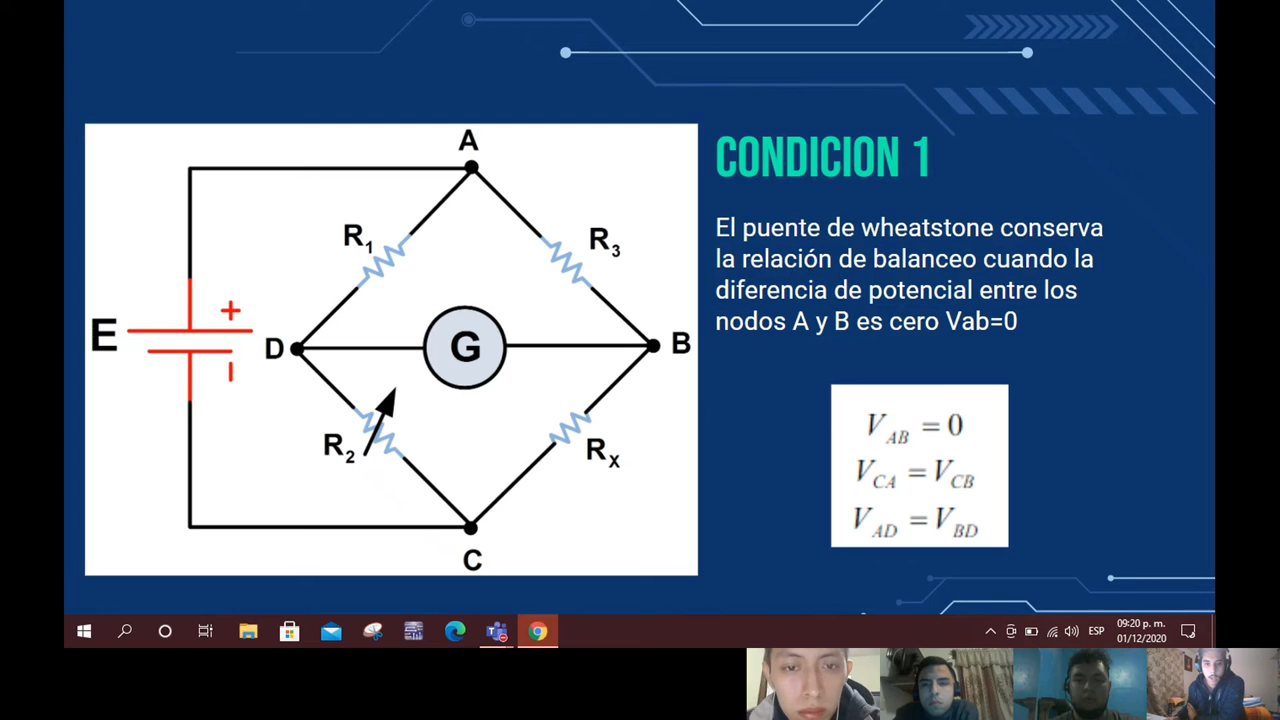 A
R1
R3
E
+
D
G
B
R2
RX
C
CONDICION 1
El puente de wheatstone conserva
la relación de balanceo cuando la
diferencia de potencial entre los
nodos A y B es cero Vab=0
VAB = 0
VCA = VCB
VAD = VBD
ESP
09:20 p. m.
01/12/2020